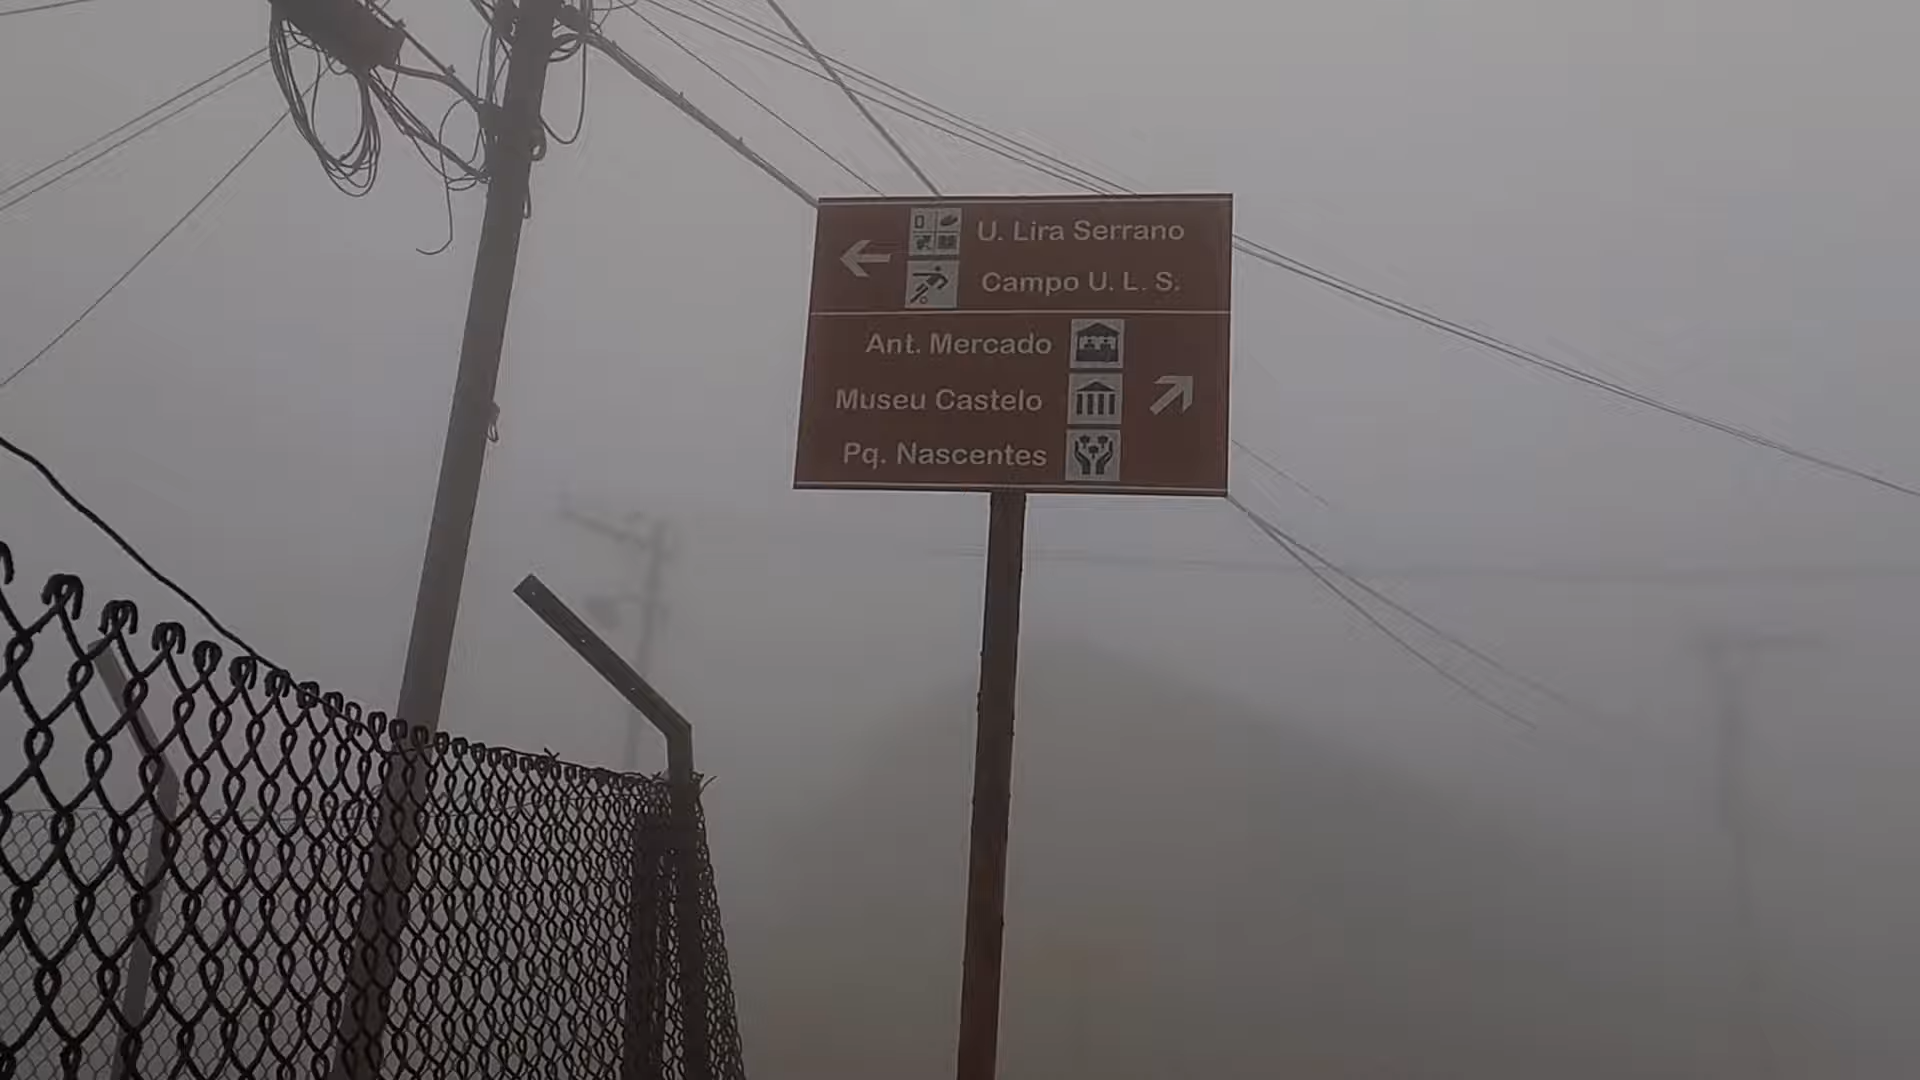 U. Lira Serrano
Campo U. L. S.
Ant. Mercado
Museu Castelo
Pq. Nascentes